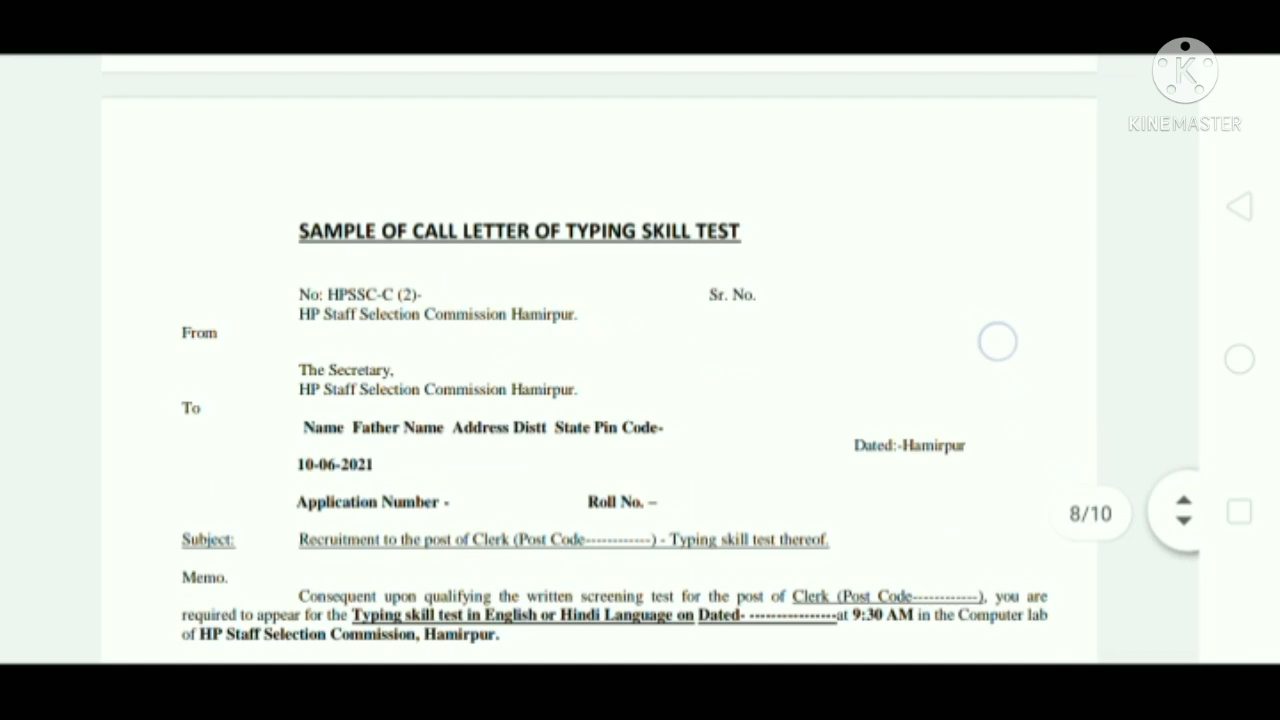 KINEMASTER
SAMPLE OF CALL LETTER OF TYPING SKILL TEST
No: HPSSC-C (2)- Sr. No.
HP Staff Selection Commission Hamirpur.
From
The Secretary,
HP Staff Selection Commission Hamirpur.
To
Name Father Name Address Distt State Pin Code-
Dated:-Hamirpur
10-06-2021
Application Number - Roll No. –
8/10
Subject: Recruitment to the post of Clerk (Post Code------------) - Typing skill test thereof.
Memo.
Consequent upon qualifying the written screening test for the post of Clerk (Post Code------------), you are
required to appear for the Typing skill test in English or Hindi Language on Dated- ----------------at 9:30 AM in the Computer lab
of HP Staff Selection Commission, Hamirpur.